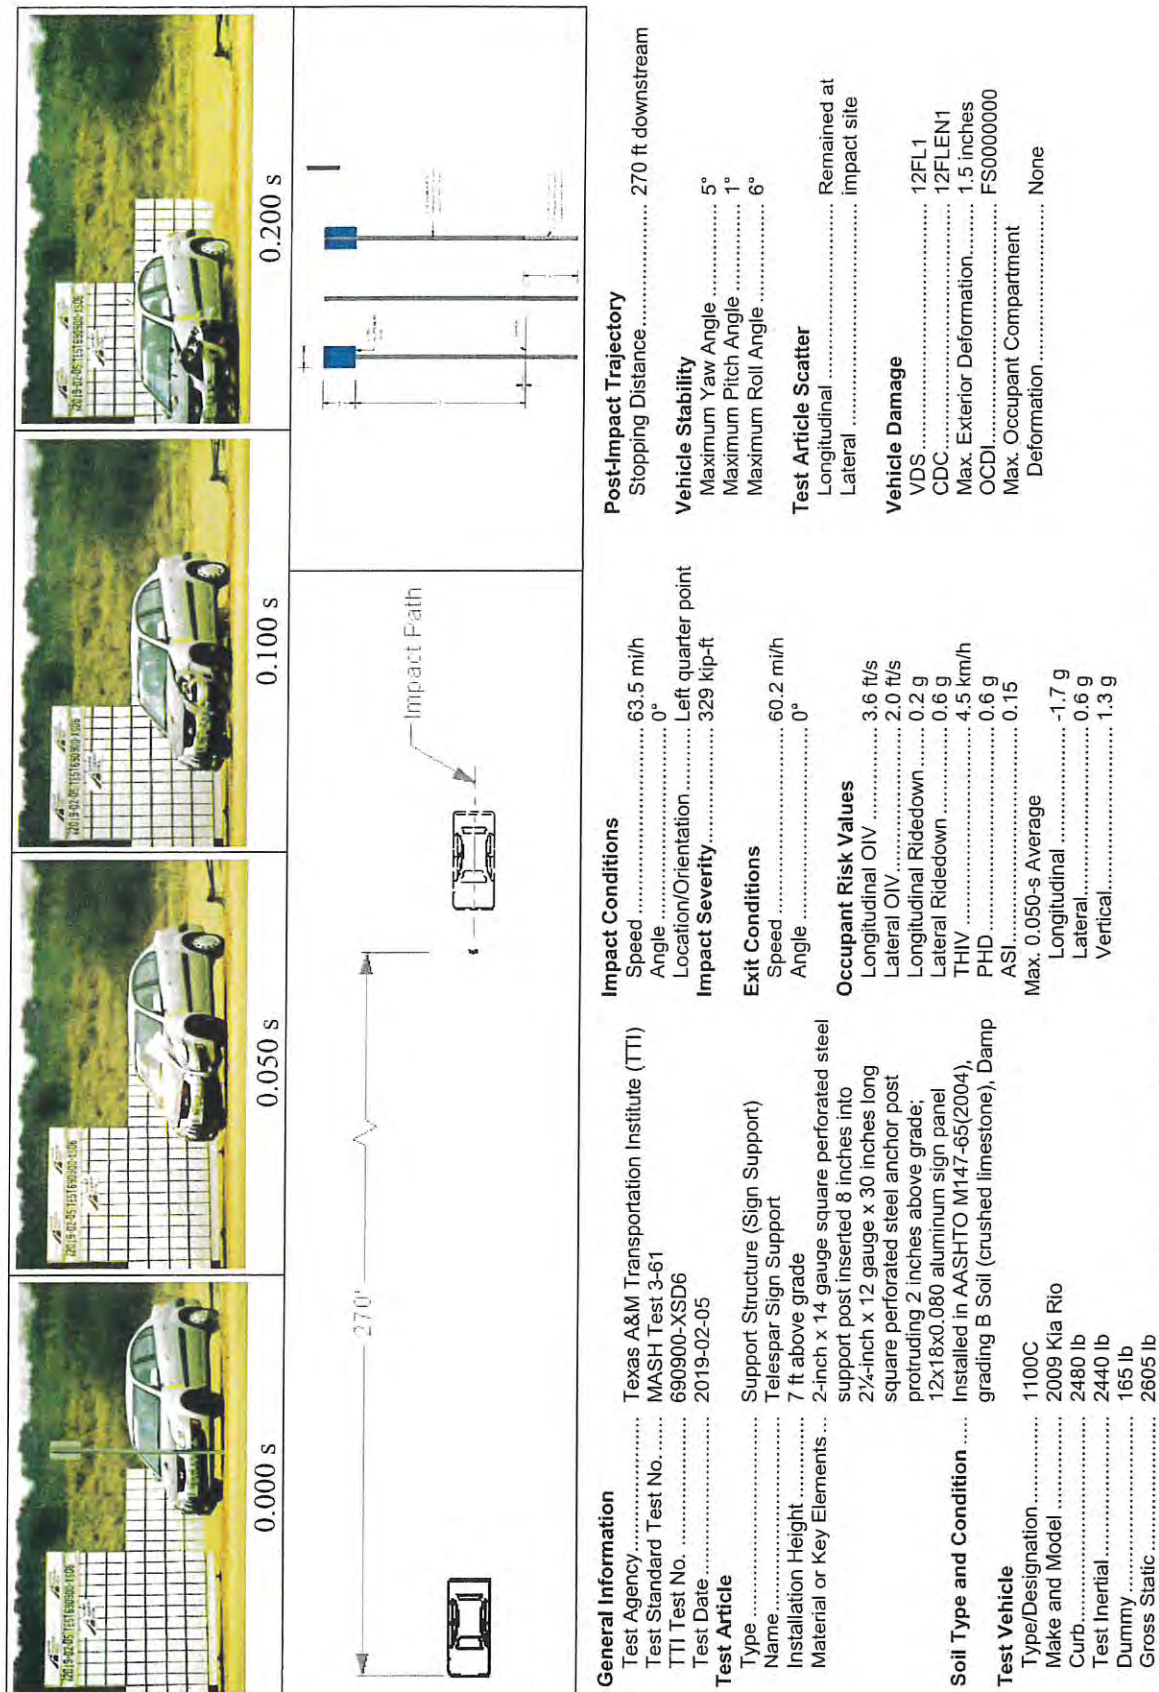 0.000 s
0.050 s
0.100 s
0.200 s
270'
Impact Path
General Information
Test Agency.................... Texas A&M Transportation Institute (TTI)
Test Standard Test No. ...... MASH Test 3-61
TTI Test No. ..................... 690900-XSD6
Test Date ......................... 2019-02-05
Test Article
Type ................................ Support Structure (Sign Support)
Name............................... Telespar Sign Support
Installation Height ............ 7 ft above grade
Material or Key Elements... 2-inch x 14 gauge square perforated steel
support post inserted 8 inches into
2¼-inch x 12 gauge x 30 inches long
square perforated steel anchor post
protruding 2 inches above grade;
12x18x0.080 aluminum sign panel
Soil Type and Condition .... Installed in AASHTO M147-65(2004),
grading B Soil (crushed limestone), Damp
Test Vehicle
Type/Designation.............. 1100C
Make and Model ............... 2009 Kia Rio
Curb................................. 2480 lb
Test Inertial...................... 2440 lb
Dummy............................ 165 lb
Gross Static ..................... 2605 lb
Impact Conditions
Speed .............................. 63.5 mi/h
Angle ............................... 0°
Location/Orientation.......... Left quarter point
Impact Severity................. 329 kip-ft
Exit Conditions
Speed .............................. 60.2 mi/h
Angle ............................... 0°
Occupant Risk Values
Longitudinal OIV ............... 3.6 ft/s
Lateral OIV....................... 2.0 ft/s
Longitudinal Ridedown...... 0.2 g
Lateral Ridedown.............. 0.6 g
THIV................................ 4.5 km/h
PHD................................. 0.6 g
ASI.................................. 0.15
Max. 0.050-s Average
Longitudinal .................... -1.7 g
Lateral............................ 0.6 g
Vertical........................... 1.3 g
Post-Impact Trajectory
Stopping Distance.............. 270 ft downstream
Vehicle Stability
Maximum Yaw Angle ......... 5°
Maximum Pitch Angle ........ 1°
Maximum Roll Angle .......... 6°
Test Article Scatter
Longitudinal ...................... Remained at
Lateral .............................. impact site
Vehicle Damage
VDS................................. 12FL1
CDC................................. 12FLEN1
Max. Exterior Deformation.. 1.5 inches
OCDI................................ FS0000000
Max. Occupant Compartment
Deformation .................... None